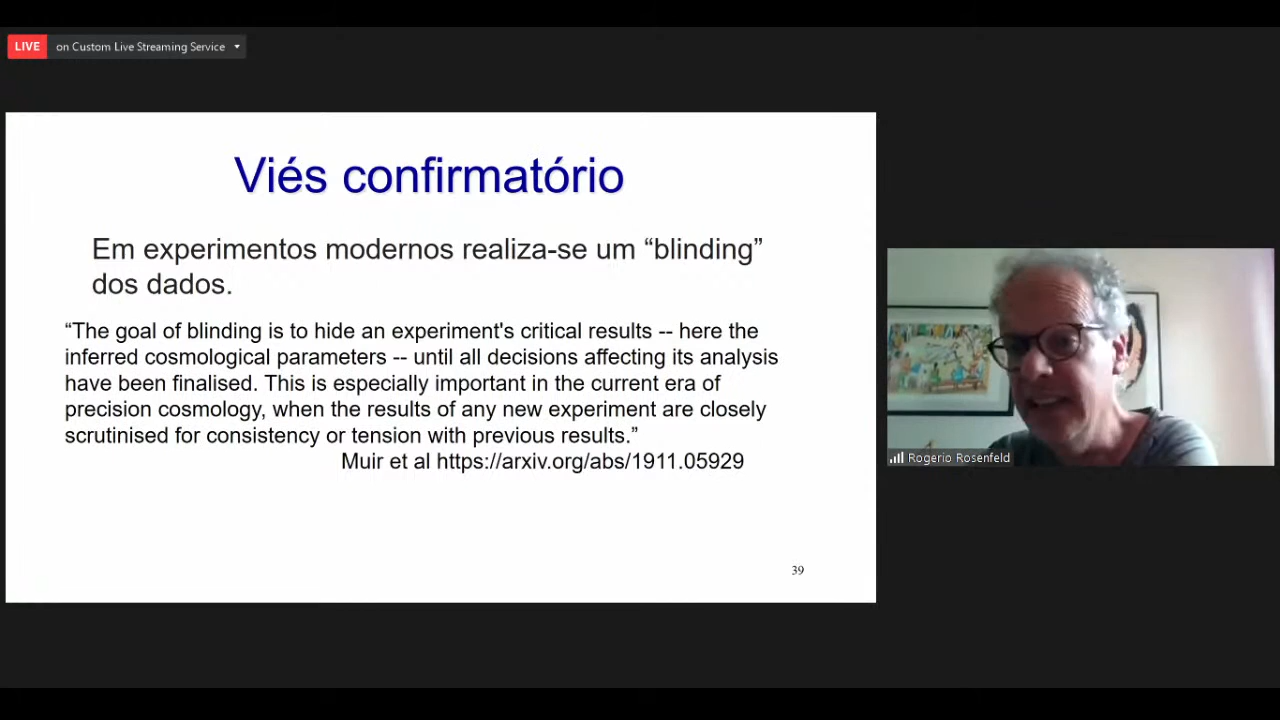 LIVE on Custom Live Streaming Service
Viés confirmatório
Em experimentos modernos realiza-se um “blinding”
dos dados.
“The goal of blinding is to hide an experiment's critical results -- here the
inferred cosmological parameters -- until all decisions affecting its analysis
have been finalised. This is especially important in the current era of
precision cosmology, when the results of any new experiment are closely
scrutinised for consistency or tension with previous results.”
Muir et al https://arxiv.org/abs/1911.05929
39
Rogerio Rosenfeld